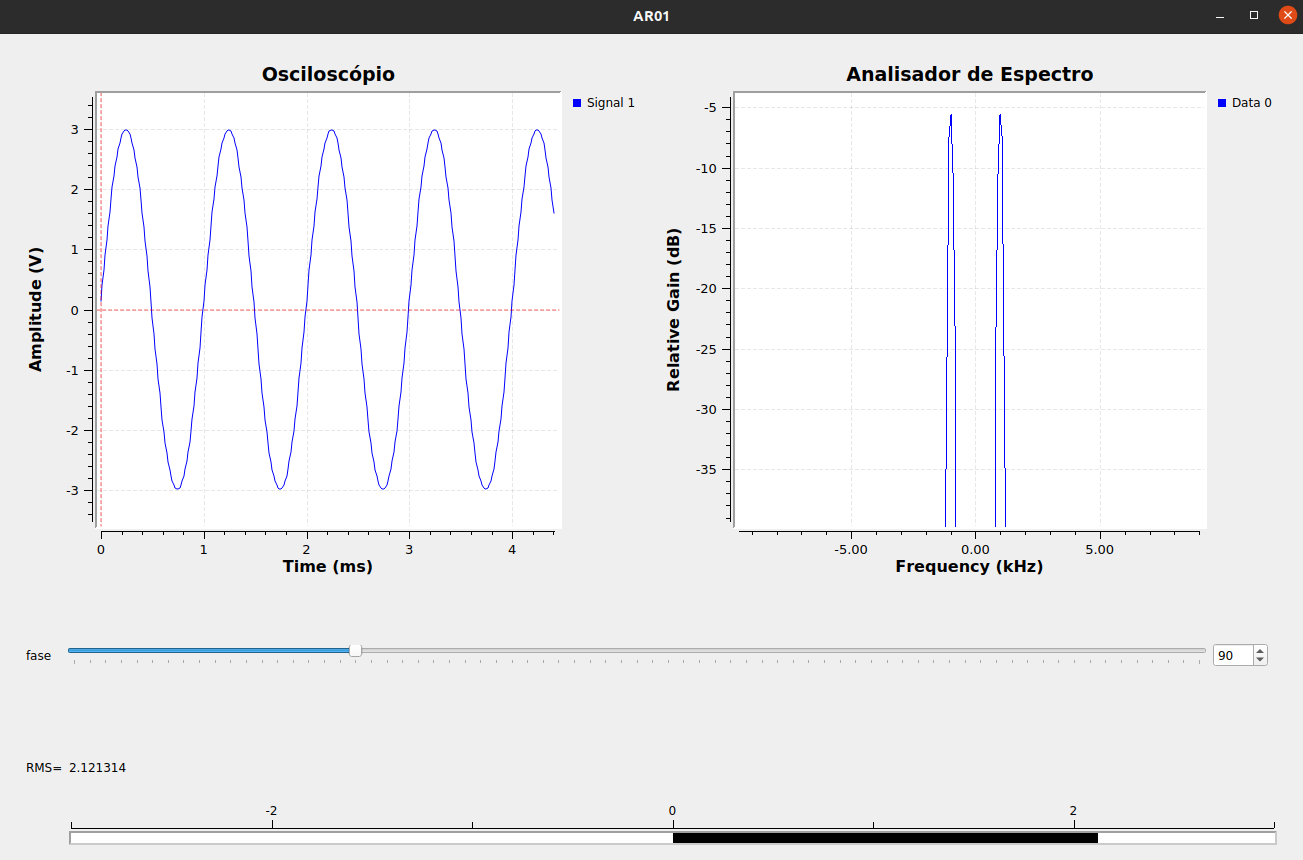 AR01
Osciloscópio
Signal 1
Amplitude (V)
3
2
1
0
-1
-2
-3
0 1 2 3 4
Time (ms)
Analisador de Espectro
Data 0
Relative Gain (dB)
-5
-10
-15
-20
-25
-30
-35
-5.00 0.00 5.00
Frequency (kHz)
fase
90
RMS= 2.121314
-2 0 2